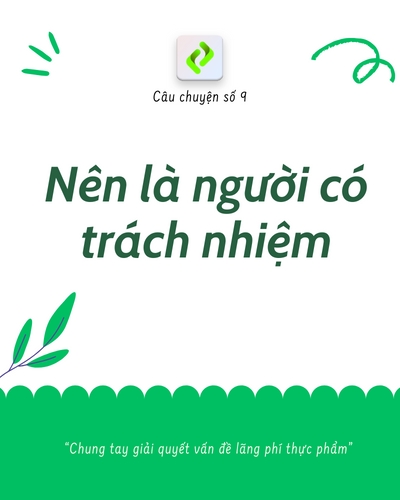 Câu chuyện số 9
Nên là người có
trách nhiệm
“Chung tay giải quyết vấn đề lãng phí thực phẩm”